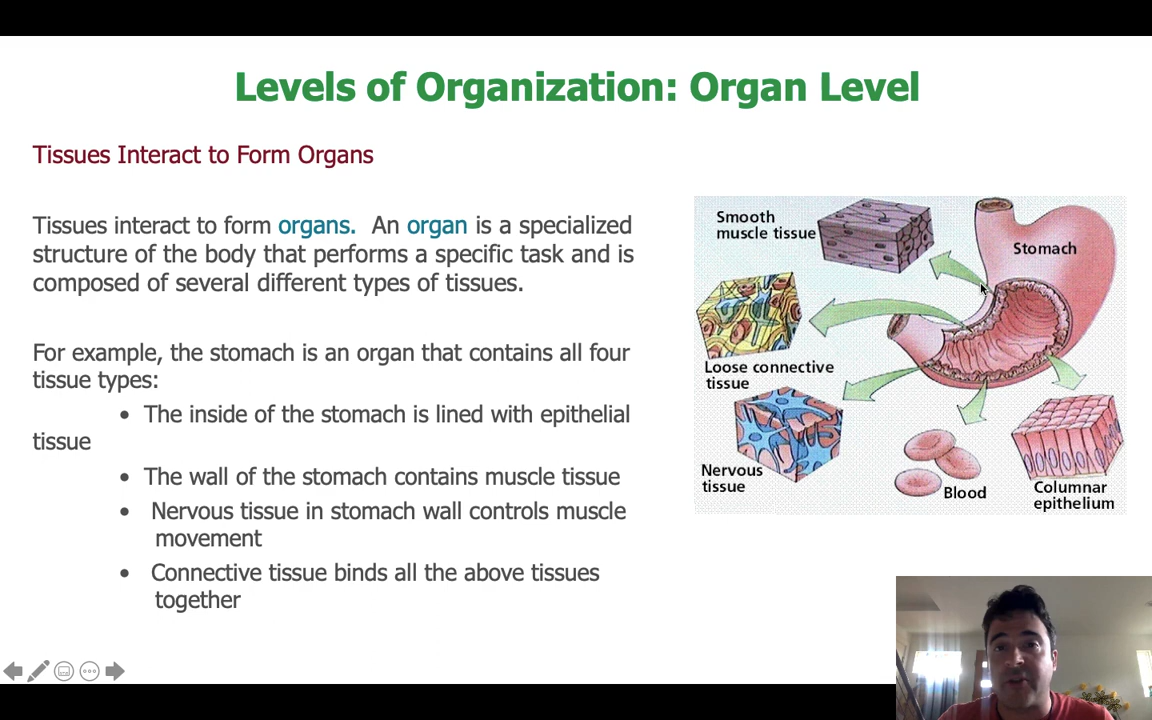 Levels of Organization: Organ Level
Tissues Interact to Form Organs
Tissues interact to form organs. An organ is a specialized
structure of the body that performs a specific task and is
composed of several different types of tissues.
For example, the stomach is an organ that contains all four
tissue types:
• The inside of the stomach is lined with epithelial
tissue
• The wall of the stomach contains muscle tissue
• Nervous tissue in stomach wall controls muscle
movement
• Connective tissue binds all the above tissues
together
Smooth
muscle tissue
Stomach
Loose connective
tissue
Nervous
tissue
Blood
Columnar
epithelium